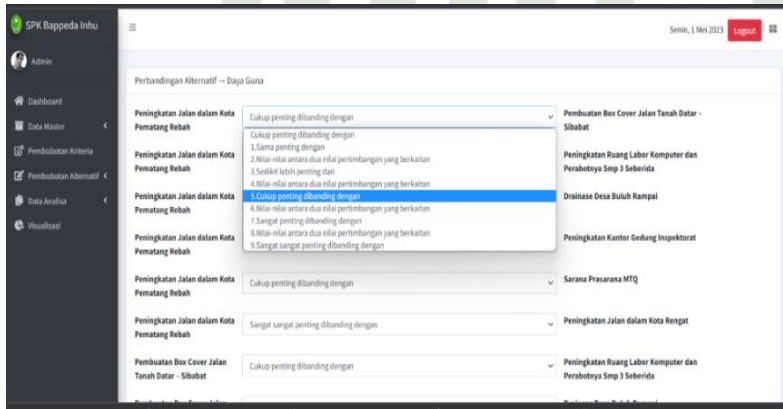 SPK Bappeda Inhu
Senin, 1 Mei 2023
Logout
Admin
Dashboard
Data Master
Pembobotan Kriteria
Pembobotan Alternatif
Data Analisa
Visualisasi
Perbandingan Alternatif → Daya Guna
Peningkatan Jalan dalam Kota
Pematang Rebah
Cukup penting dibanding dengan
Pembuatan Box Cover Jalan Tanah Datar -
Sibabat
Cukup penting dibanding dengan
1.Sama penting dengan
2.Nilai-nilai antara dua nilai pertimbangan yang berkaitan
3.Sedikit lebih penting dari
4.Nilai-nilai antara dua nilai pertimbangan yang berkaitan
5.Cukup penting dibanding dengan
6.Nilai-nilai antara dua nilai pertimbangan yang berkaitan
7.Sangat penting dibanding dengan
8.Nilai-nilai antara dua nilai pertimbangan yang berkaitan
9.Sangat sangat penting dibanding dengan
Peningkatan Jalan dalam Kota
Pematang Rebah
Peningkatan Ruang Labor Komputer dan
Perabotnya Smp 3 Seberida
Peningkatan Jalan dalam Kota
Pematang Rebah
Drainase Desa Buluh Rampai
Peningkatan Jalan dalam Kota
Pematang Rebah
Peningkatan Kantor Gedung Inspektorat
Peningkatan Jalan dalam Kota
Pematang Rebah
Cukup penting dibanding dengan
Sarana Prasarana MTQ
Peningkatan Jalan dalam Kota
Pematang Rebah
Sangat sangat penting dibanding dengan
Peningkatan Jalan dalam Kota Rengat
Pembuatan Box Cover Jalan
Tanah Datar - Sibabat
Cukup penting dibanding dengan
Peningkatan Ruang Labor Komputer dan
Perabotnya Smp 3 Seberida